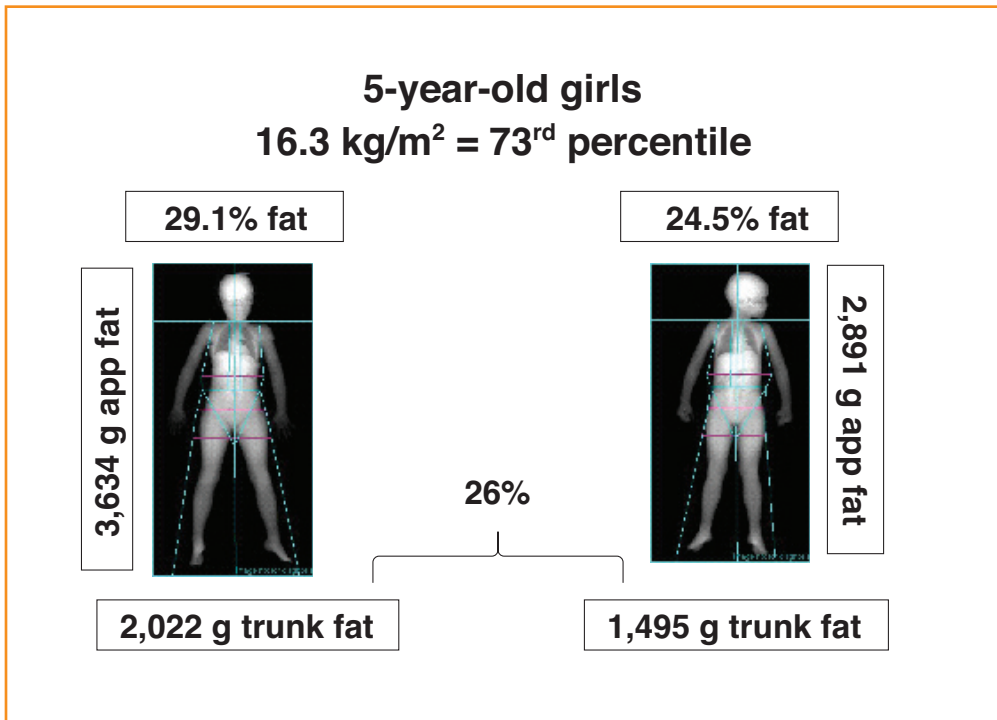 5-year-old girls
16.3 kg/m² = 73ʳᵈ percentile
29.1% fat
24.5% fat
3,634 g app fat
2,891 g app fat
26%
2,022 g trunk fat
1,495 g trunk fat